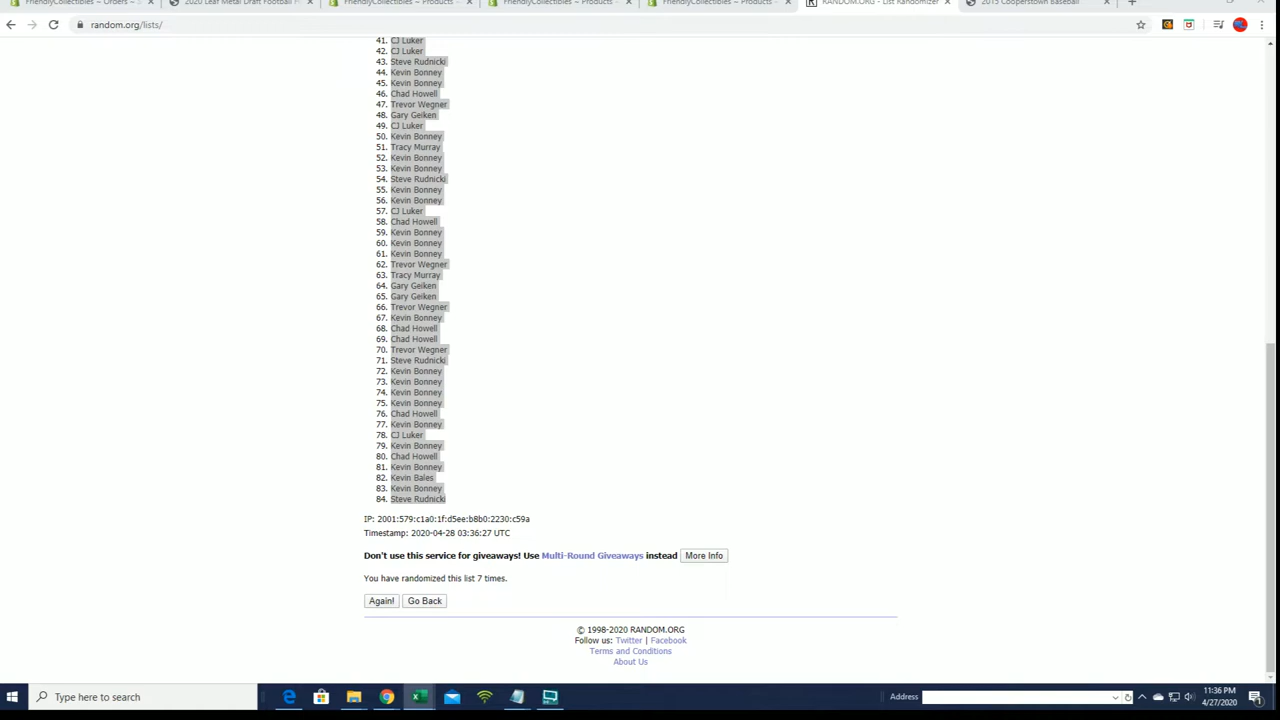 FriendlyCollectibles – Orders – S
2020 Leaf Metal Draft Football H
FriendlyCollectibles – Products –
FriendlyCollectibles – Products –
FriendlyCollectibles – Products –
RANDOM.ORG - List Randomizer
2015 Cooperstown Baseball
random.org/lists/
41. CJ Luker
42. CJ Luker
43. Steve Rudnicki
44. Kevin Bonney
45. Kevin Bonney
46. Chad Howell
47. Trevor Wegner
48. Gary Geiken
49. CJ Luker
50. Kevin Bonney
51. Tracy Murray
52. Kevin Bonney
53. Kevin Bonney
54. Steve Rudnicki
55. Kevin Bonney
56. Kevin Bonney
57. CJ Luker
58. Chad Howell
59. Kevin Bonney
60. Kevin Bonney
61. Kevin Bonney
62. Trevor Wegner
63. Tracy Murray
64. Gary Geiken
65. Gary Geiken
66. Trevor Wegner
67. Kevin Bonney
68. Chad Howell
69. Chad Howell
70. Trevor Wegner
71. Steve Rudnicki
72. Kevin Bonney
73. Kevin Bonney
74. Kevin Bonney
75. Kevin Bonney
76. Chad Howell
77. Kevin Bonney
78. CJ Luker
79. Kevin Bonney
80. Chad Howell
81. Kevin Bonney
82. Kevin Bales
83. Kevin Bonney
84. Steve Rudnicki
IP: 2001:579:c1a0:1f:d5ee:b8b0:2230:c59a
Timestamp: 2020-04-28 03:36:27 UTC
Don't use this service for giveaways! Use Multi-Round Giveaways instead More Info
You have randomized this list 7 times.
Again! Go Back
© 1998-2020 RANDOM.ORG
Follow us: Twitter | Facebook
Terms and Conditions
About Us
Type here to search
Address
11:36 PM
4/27/2020